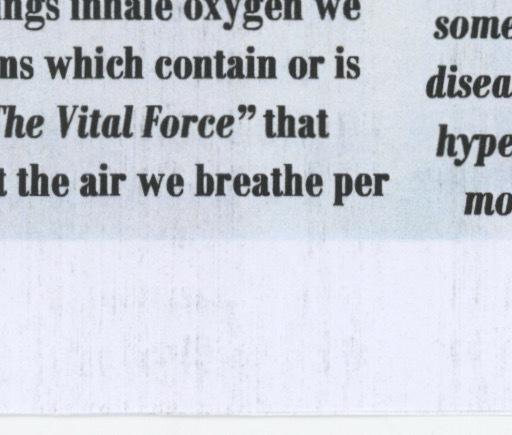 ngs inhale oxygen we
ns which contain or is
The Vital Force” that
t the air we breathe per
some
disea
hype
mo